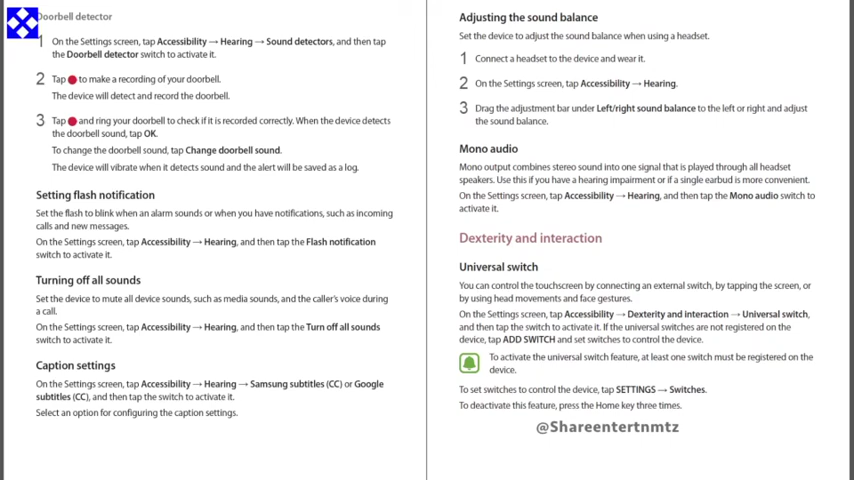 Doorbell detector
1 On the Settings screen, tap Accessibility → Hearing → Sound detectors, and then tap
the Doorbell detector switch to activate it.
2 Tap ● to make a recording of your doorbell.
The device will detect and record the doorbell.
3 Tap ● and ring your doorbell to check if it is recorded correctly. When the device detects
the doorbell sound, tap OK.
To change the doorbell sound, tap Change doorbell sound.
The device will vibrate when it detects sound and the alert will be saved as a log.
Setting flash notification
Set the flash to blink when an alarm sounds or when you have notifications, such as incoming
calls and new messages.
On the Settings screen, tap Accessibility → Hearing, and then tap the Flash notification
switch to activate it.
Turning off all sounds
Set the device to mute all device sounds, such as media sounds, and the caller's voice during
a call.
On the Settings screen, tap Accessibility → Hearing, and then tap the Turn off all sounds
switch to activate it.
Caption settings
On the Settings screen, tap Accessibility → Hearing → Samsung subtitles (CC) or Google
subtitles (CC), and then tap the switch to activate it.
Select an option for configuring the caption settings.
Adjusting the sound balance
Set the device to adjust the sound balance when using a headset.
1 Connect a headset to the device and wear it.
2 On the Settings screen, tap Accessibility → Hearing.
3 Drag the adjustment bar under Left/right sound balance to the left or right and adjust
the sound balance.
Mono audio
Mono output combines stereo sound into one signal that is played through all headset
speakers. Use this if you have a hearing impairment or if a single earbud is more convenient.
On the Settings screen, tap Accessibility → Hearing, and then tap the Mono audio switch to
activate it.
Dexterity and interaction
Universal switch
You can control the touchscreen by connecting an external switch, by tapping the screen, or
by using head movements and face gestures.
On the Settings screen, tap Accessibility → Dexterity and interaction → Universal switch,
and then tap the switch to activate it. If the universal switches are not registered on the
device, tap ADD SWITCH and set switches to control the device.
To activate the universal switch feature, at least one switch must be registered on the
device.
To set switches to control the device, tap SETTINGS → Switches.
To deactivate this feature, press the Home key three times.
@Shareentertnmtz